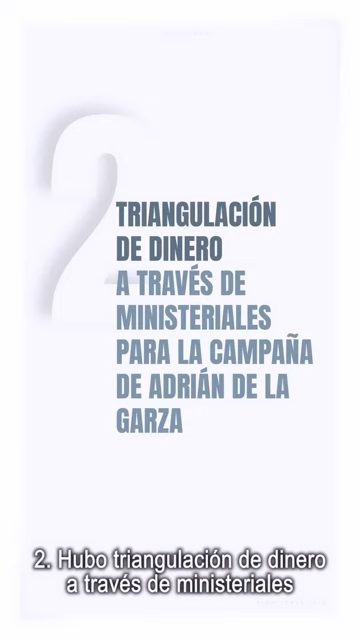 2
TRIANGULACIÓN
DE DINERO
A TRAVÉS DE
MINISTERIALES
PARA LA CAMPAÑA
DE ADRIÁN DE LA
GARZA
2. Hubo triangulación de dinero
a través de ministeriales